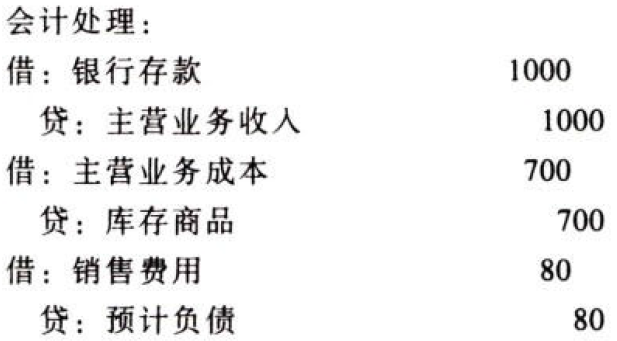 会计处理：
借：银行存款 1000
贷：主营业务收入 1000
借：主营业务成本 700
贷：库存商品 700
借：销售费用 80
贷：预计负债 80